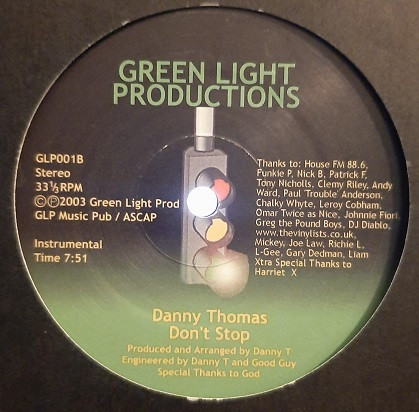 GREEN LIGHT
PRODUCTIONS
GLP001B
Stereo
33⅓ RPM
©℗2003 Green Light Prod
GLP Music Pub / ASCAP
Instrumental
Time 7:51
Thanks to: House FM 88.6,
Funkie P, Nick B, Patrick F,
Tony Nicholls, Clemy Riley, Andy
Ward, Paul 'Trouble' Anderson,
Chalky Whyte, Leroy Cobham,
Omar Twice as Nice, Johnnie Fiori,
Greg the Pound Boys, DJ Diablo,
www.thevinylists.co.uk,
Mickey, Joe Law, Richie L.
L-Gee, Gary Dedman, Liam
Xtra Special Thanks to
Harriet X
Danny Thomas
Don't Stop
Produced and Arranged by Danny T
Engineered by Danny T and Good Guy
Special Thanks to God